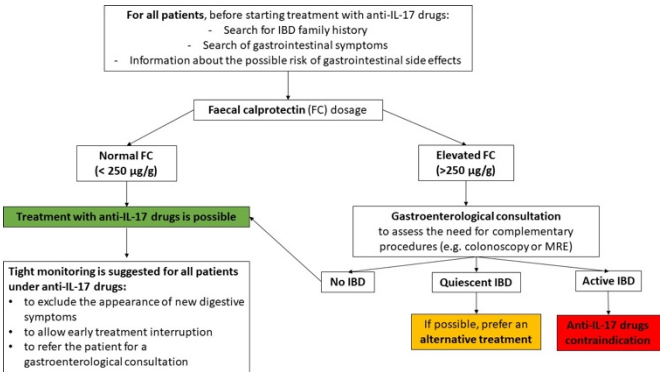 For all patients, before starting treatment with anti-IL-17 drugs:
- Search for IBD family history
- Search of gastrointestinal symptoms
- Information about the possible risk of gastrointestinal side effects
Faecal calprotectin (FC) dosage
Normal FC
(< 250 µg/g)
Elevated FC
(>250 µg/g)
Treatment with anti-IL-17 drugs is possible
Gastroenterological consultation
to assess the need for complementary
procedures (e.g. colonoscopy or MRE)
Tight monitoring is suggested for all patients
under anti-IL-17 drugs:
• to exclude the appearance of new digestive
symptoms
• to allow early treatment interruption
• to refer the patient for a
gastroenterological consultation
No IBD
Quiescent IBD
Active IBD
If possible, prefer an
alternative treatment
Anti-IL-17 drugs
contraindication